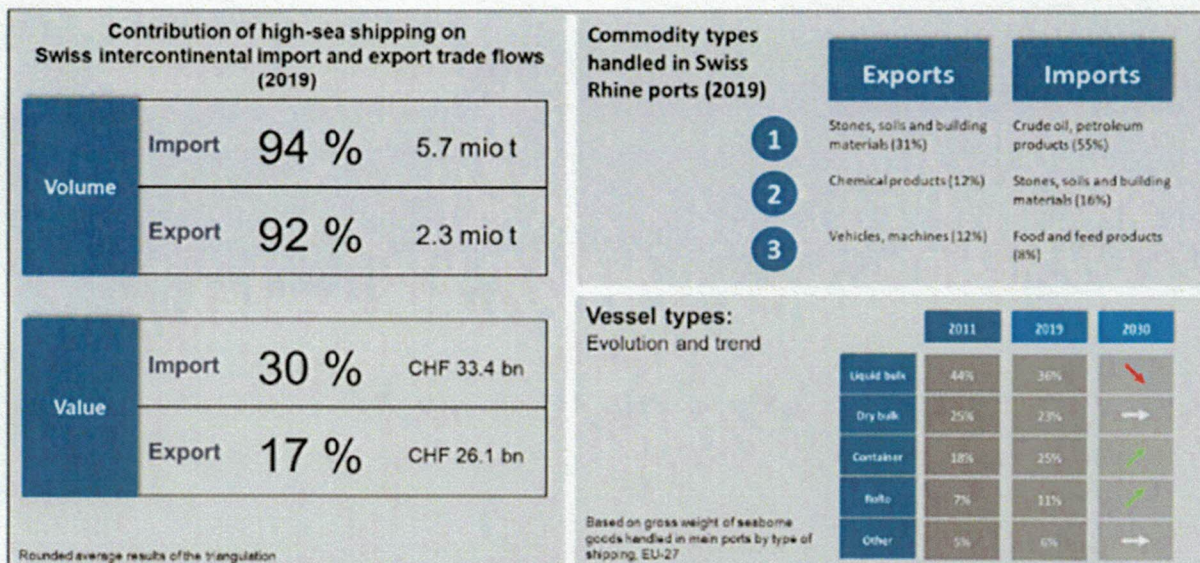 Contribution of high-sea shipping on
Swiss intercontinental import and export trade flows
(2019)
Volume
Import 94 % 5.7 mio t
Export 92 % 2.3 mio t
Value
Import 30 % CHF 33.4 bn
Export 17 % CHF 26.1 bn
Rounded average results of the triangulation
Commodity types
handled in Swiss
Rhine ports (2019)
Exports Imports
1
Stones, soils and building
materials (31%)
Crude oil, petroleum
products (55%)
2
Chemical products (12%)
Stones, soils and building
materials (16%)
3
Vehicles, machines (12%)
Food and feed products
(8%)
Vessel types:
Evolution and trend
2011 2019 2030
Liquid bulk 44% 36%
Dry bulk 25% 23%
Container 18% 25%
RoRo 7% 11%
Other 5% 6%
Based on gross weight of seaborne
goods handled in main ports by type of
shipping, EU-27